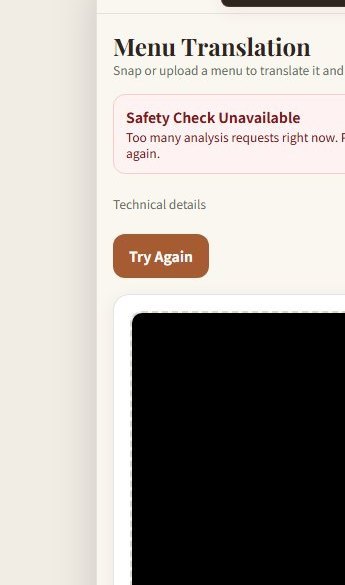 Menu Translation
Snap or upload a menu to translate it and
Safety Check Unavailable
Too many analysis requests right now.
again.
Technical details
Try Again